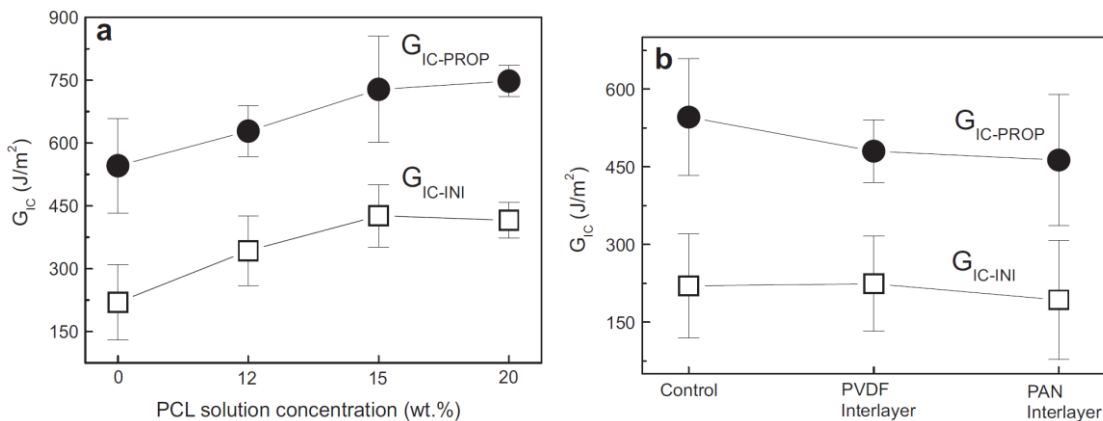 a
900
750
600
450
300
150
G_IC (J/m²)
G_IC-PROP
G_IC-INI
0 12 15 20
PCL solution concentration (wt.%)
b
600
450
300
150
G_IC (J/m²)
G_IC-PROP
G_IC-INI
Control PVDF PAN
Interlayer Interlayer